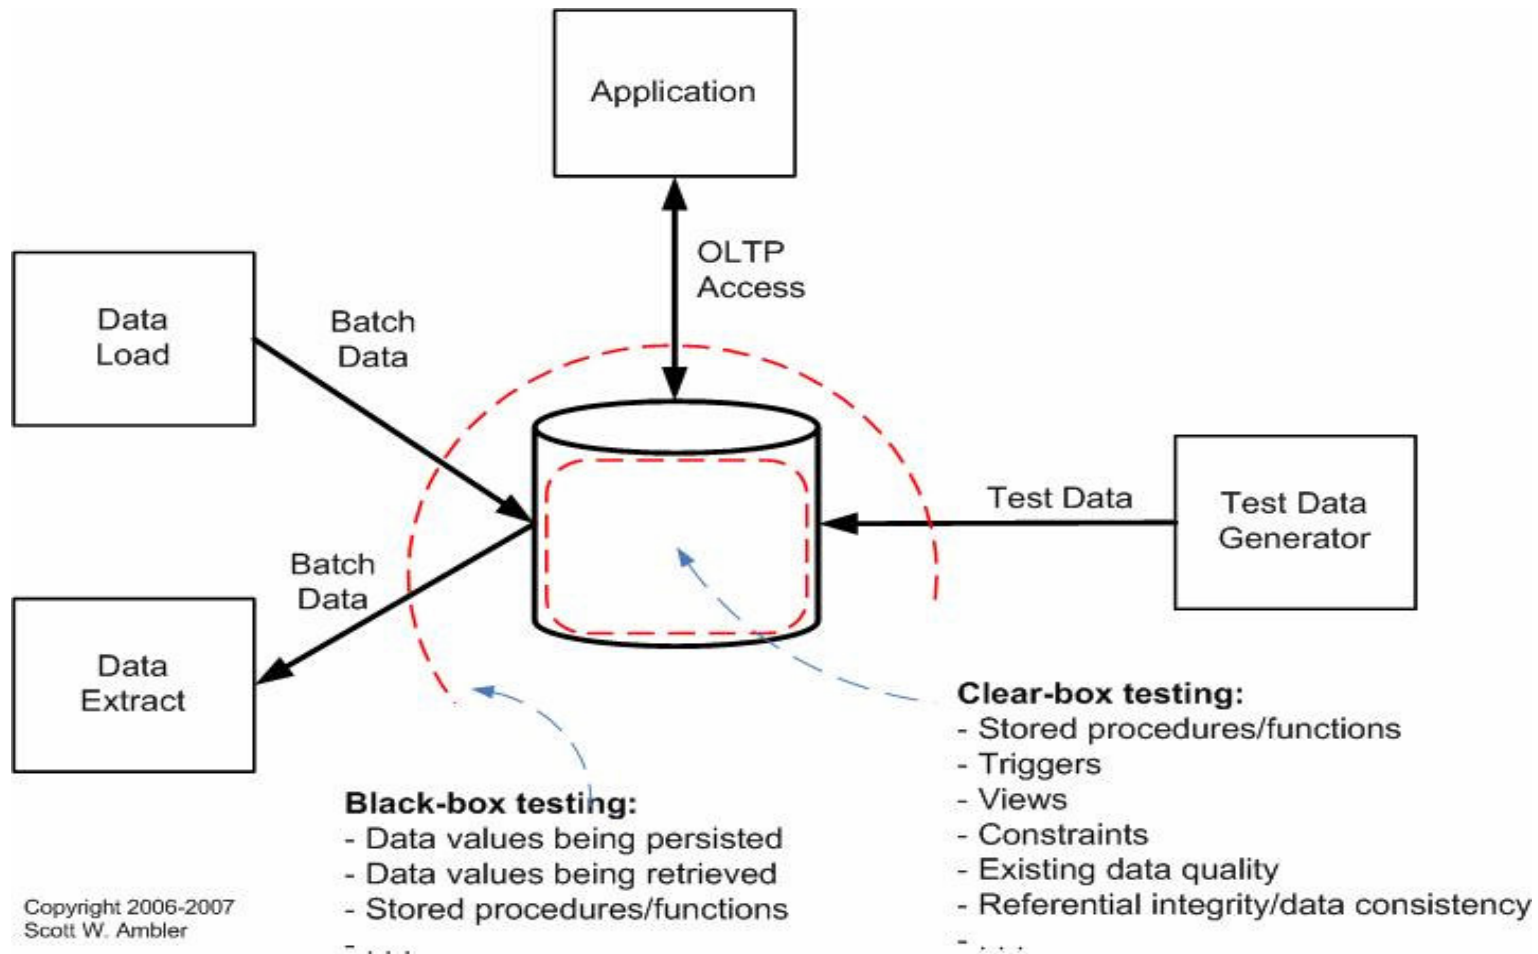 Application
OLTP
Access
Data
Load
Batch
Data
Test Data
Test Data
Generator
Batch
Data
Data
Extract
Clear-box testing:
- Stored procedures/functions
- Triggers
- Views
- Constraints
- Existing data quality
- Referential integrity/data consistency
- . . .
Black-box testing:
- Data values being persisted
- Data values being retrieved
- Stored procedures/functions
- . . .
Copyright 2006-2007
Scott W. Ambler